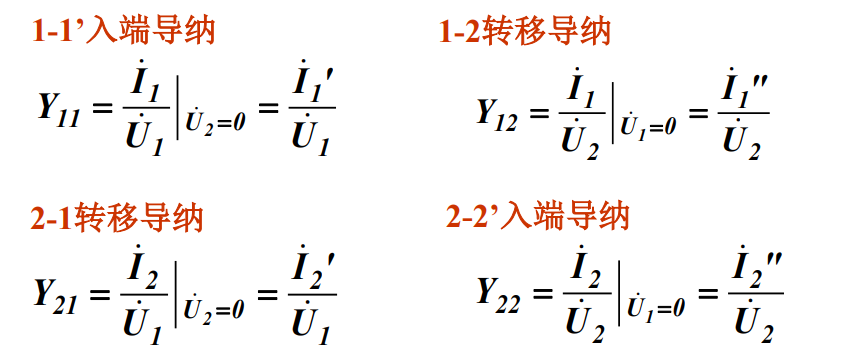 1-1’入端导纳
1-2转移导纳
Y₁₁ = İ₁ / U̇₁ | U̇₂=0 = İ₁' / U̇₁
Y₁₂ = İ₁ / U̇₂ | U̇₁=0 = İ₁'' / U̇₂
2-1转移导纳
2-2’入端导纳
Y₂₁ = İ₂ / U̇₁ | U̇₂=0 = İ₂' / U̇₁
Y₂₂ = İ₂ / U̇₂ | U̇₁=0 = İ₂'' / U̇₂